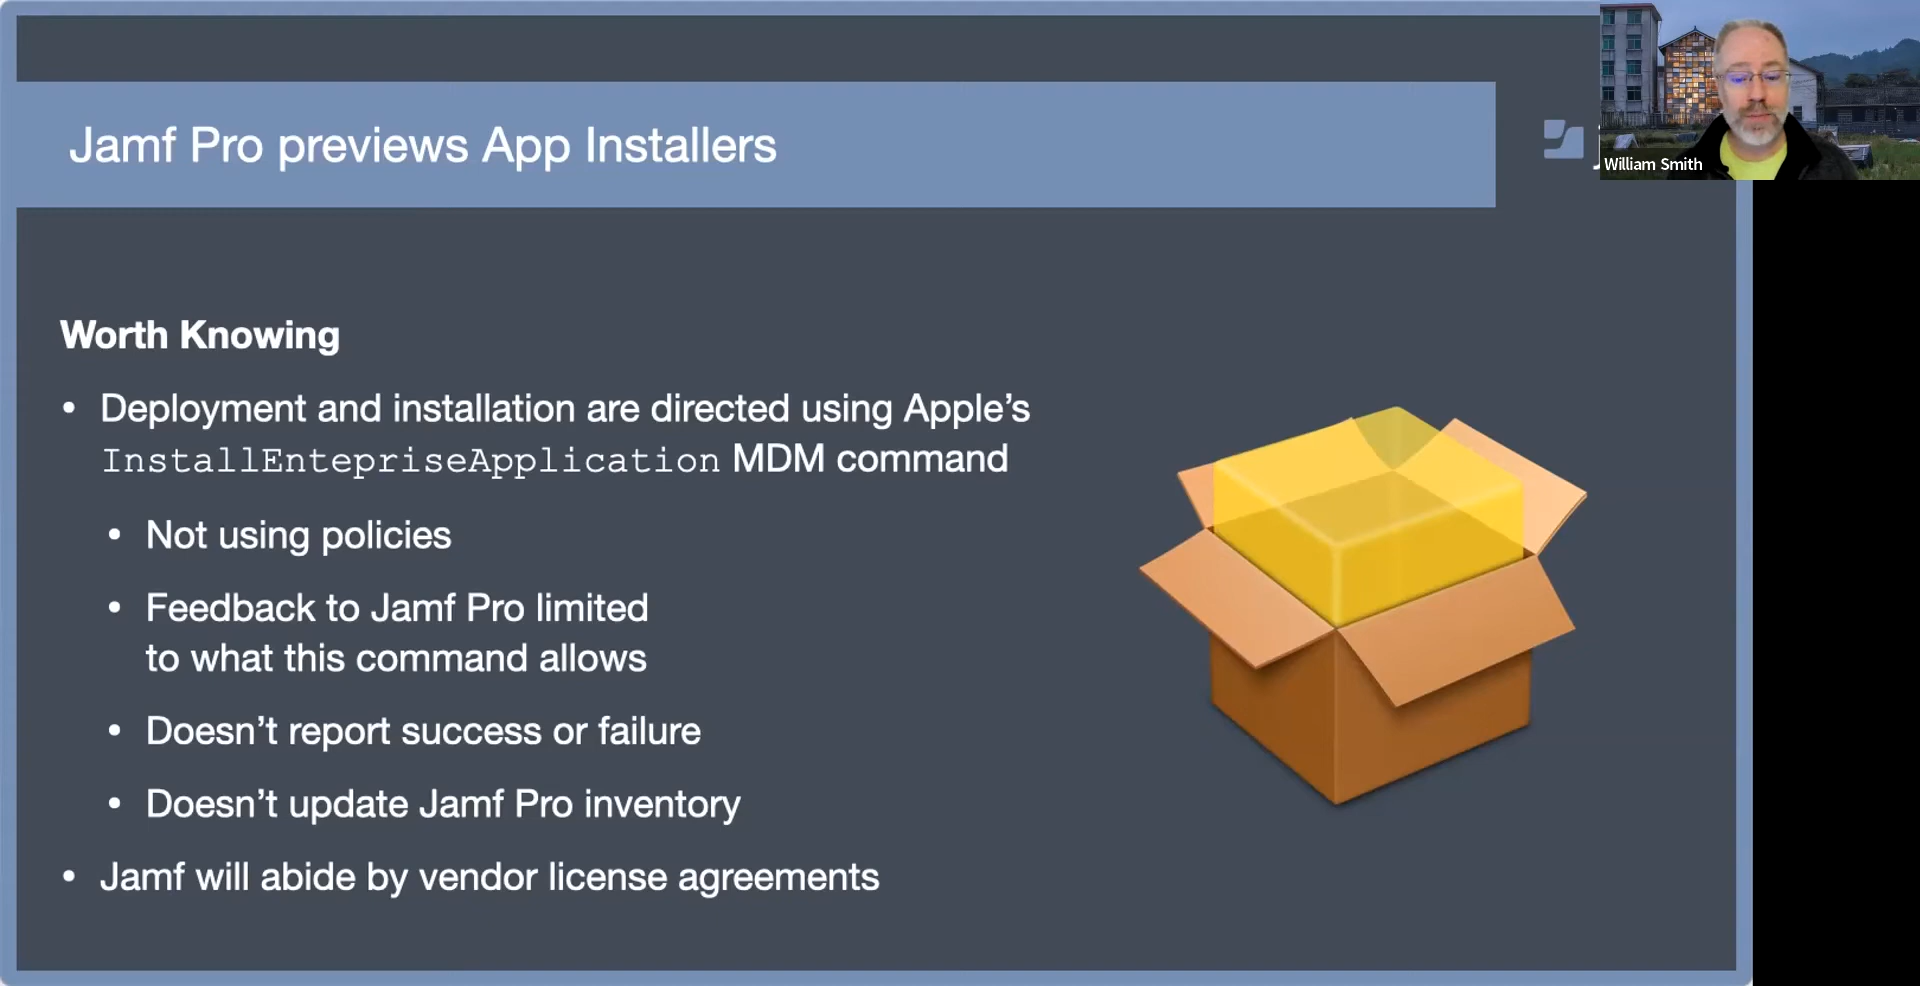 Jamf Pro previews App Installers
William Smith
Worth Knowing
• Deployment and installation are directed using Apple’s
InstallEntepriseApplication MDM command
• Not using policies
• Feedback to Jamf Pro limited
to what this command allows
• Doesn’t report success or failure
• Doesn’t update Jamf Pro inventory
• Jamf will abide by vendor license agreements